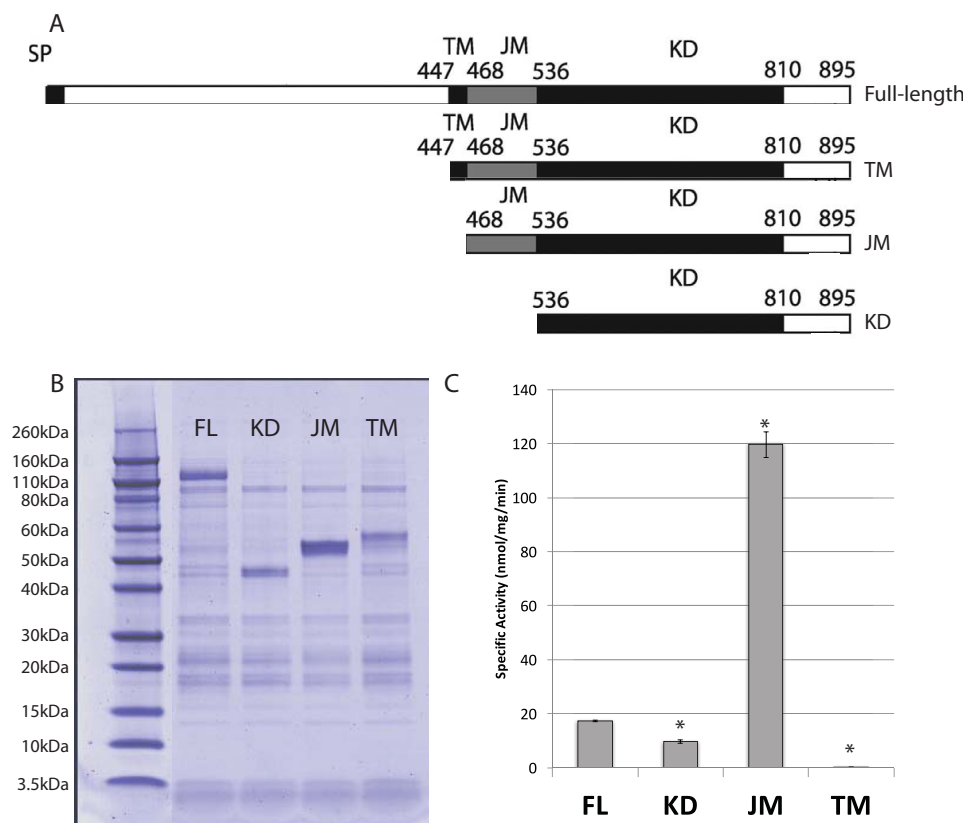 A
SP
TM JM KD
447 468 536 810 895
Full-length
TM JM KD
447 468 536 810 895
TM
JM KD
468 536 810 895
JM
KD
536 810 895
KD
B
FL KD JM TM
260kDa
160kDa
110kDa
80kDa
60kDa
50kDa
40kDa
30kDa
20kDa
15kDa
10kDa
3.5kDa
C
Specific Activity (nmol/mg/min)
140
120
100
80
60
40
20
0
*
*
*
FL KD JM TM